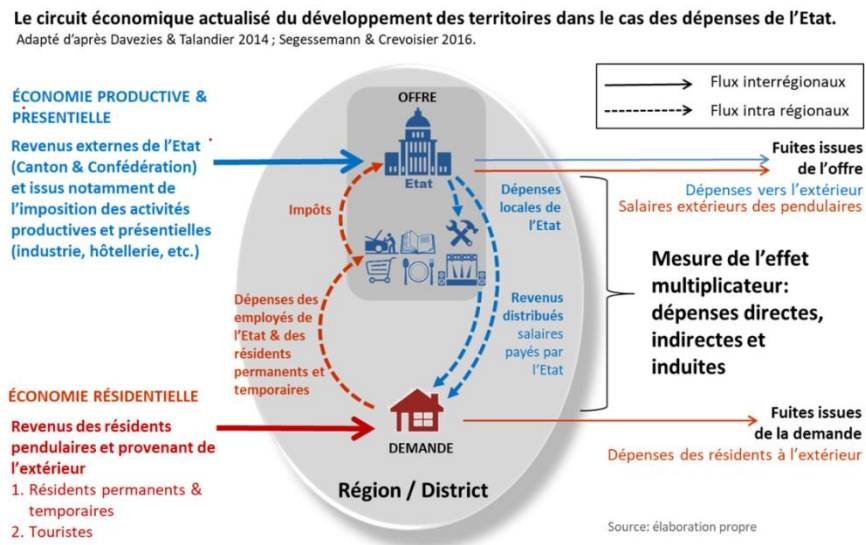 Le circuit économique actualisé du développement des territoires dans le cas des dépenses de l'Etat.
Adapté d'après Davezies & Talandier 2014 ; Segessemann & Crevoisier 2016.
Flux interrégionaux
Flux intra régionaux
ÉCONOMIE PRODUCTIVE &
PRESENTIELLE
Revenus externes de l'Etat
(Canton & Confédération)
et issus notamment de
l'imposition des activités
productives et présentielles
(industrie, hôtellerie, etc.)
OFFRE
Etat
Impôts
Dépenses
locales de
l'Etat
Dépenses des
employés de
l'Etat & des
résidents
permanents et
temporaires
Revenus
distribués
salaires
payés par
l'Etat
Fuites issues
de l'offre
Dépenses vers l'extérieur
Salaires extérieurs des pendulaires
Mesure de l'effet
multiplicateur:
dépenses directes,
indirectes et
induites
ÉCONOMIE RÉSIDENTIELLE
Revenus des résidents
pendulaires et provenant de
l'extérieur
1. Résidents permanents &
temporaires
2. Touristes
DEMANDE
Région / District
Fuites issues
de la demande
Dépenses des résidents à l'extérieur
Source: élaboration propre